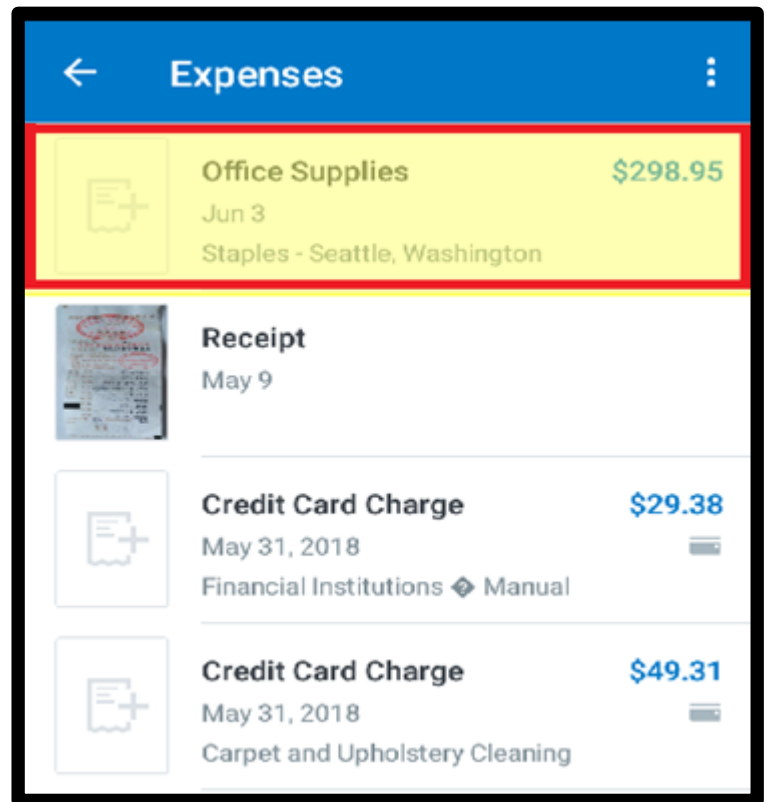 Expenses
Office Supplies $298.95
Jun 3
Staples - Seattle, Washington
Receipt
May 9
Credit Card Charge $29.38
May 31, 2018
Financial Institutions � Manual
Credit Card Charge $49.31
May 31, 2018
Carpet and Upholstery Cleaning